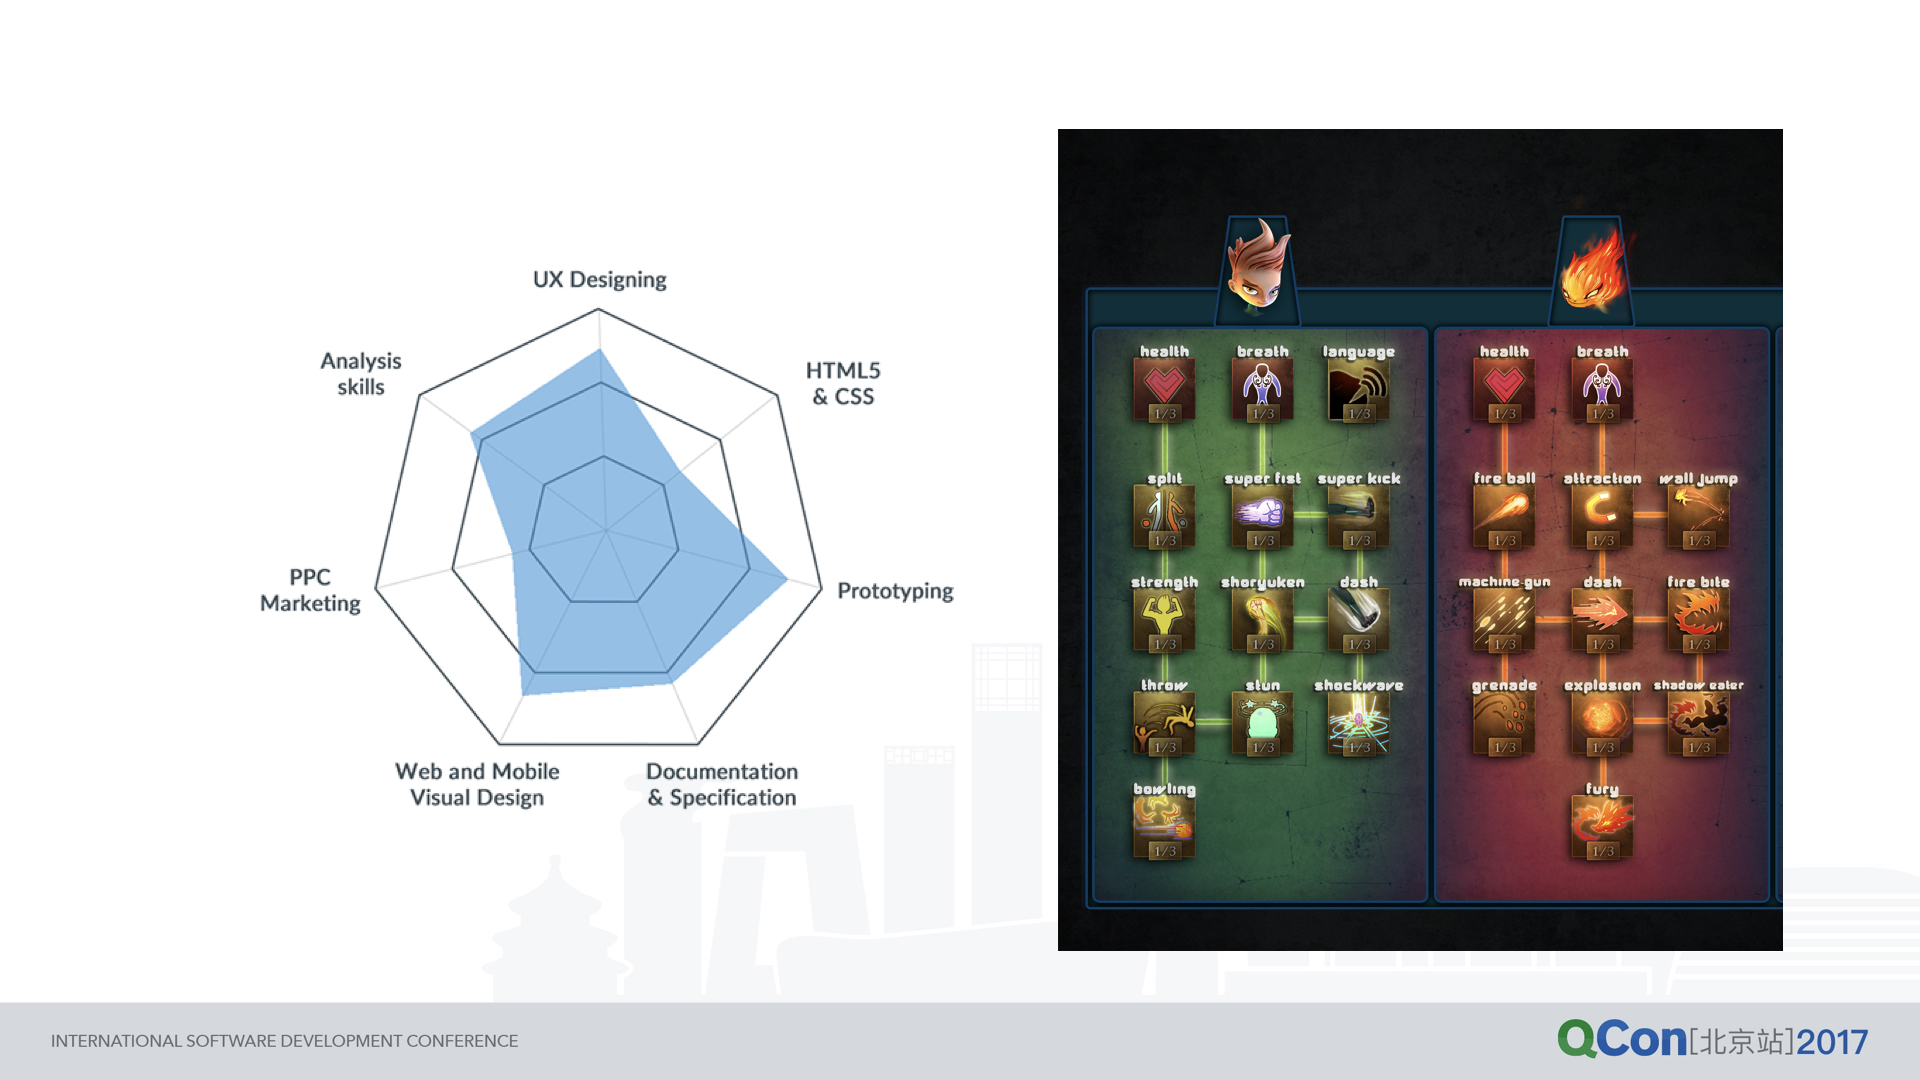 UX Designing
Analysis
skills
HTML5
& CSS
PPC
Marketing
Prototyping
Web and Mobile
Visual Design
Documentation
& Specification
health
breath
language
1/3
1/3
1/3
split
super fist
super kick
1/3
1/3
1/3
strength
shoryuken
dash
1/3
1/3
1/3
throw
stun
shockwave
1/3
1/3
1/3
bowling
1/3
health
breath
1/3
1/3
fire ball
attraction
wall jump
1/3
1/3
1/3
machine gun
dash
fire bite
1/3
1/3
1/3
grenade
explosion
shadow eater
1/3
1/3
1/3
fury
1/3
INTERNATIONAL SOFTWARE DEVELOPMENT CONFERENCE
QCon[北京站]2017